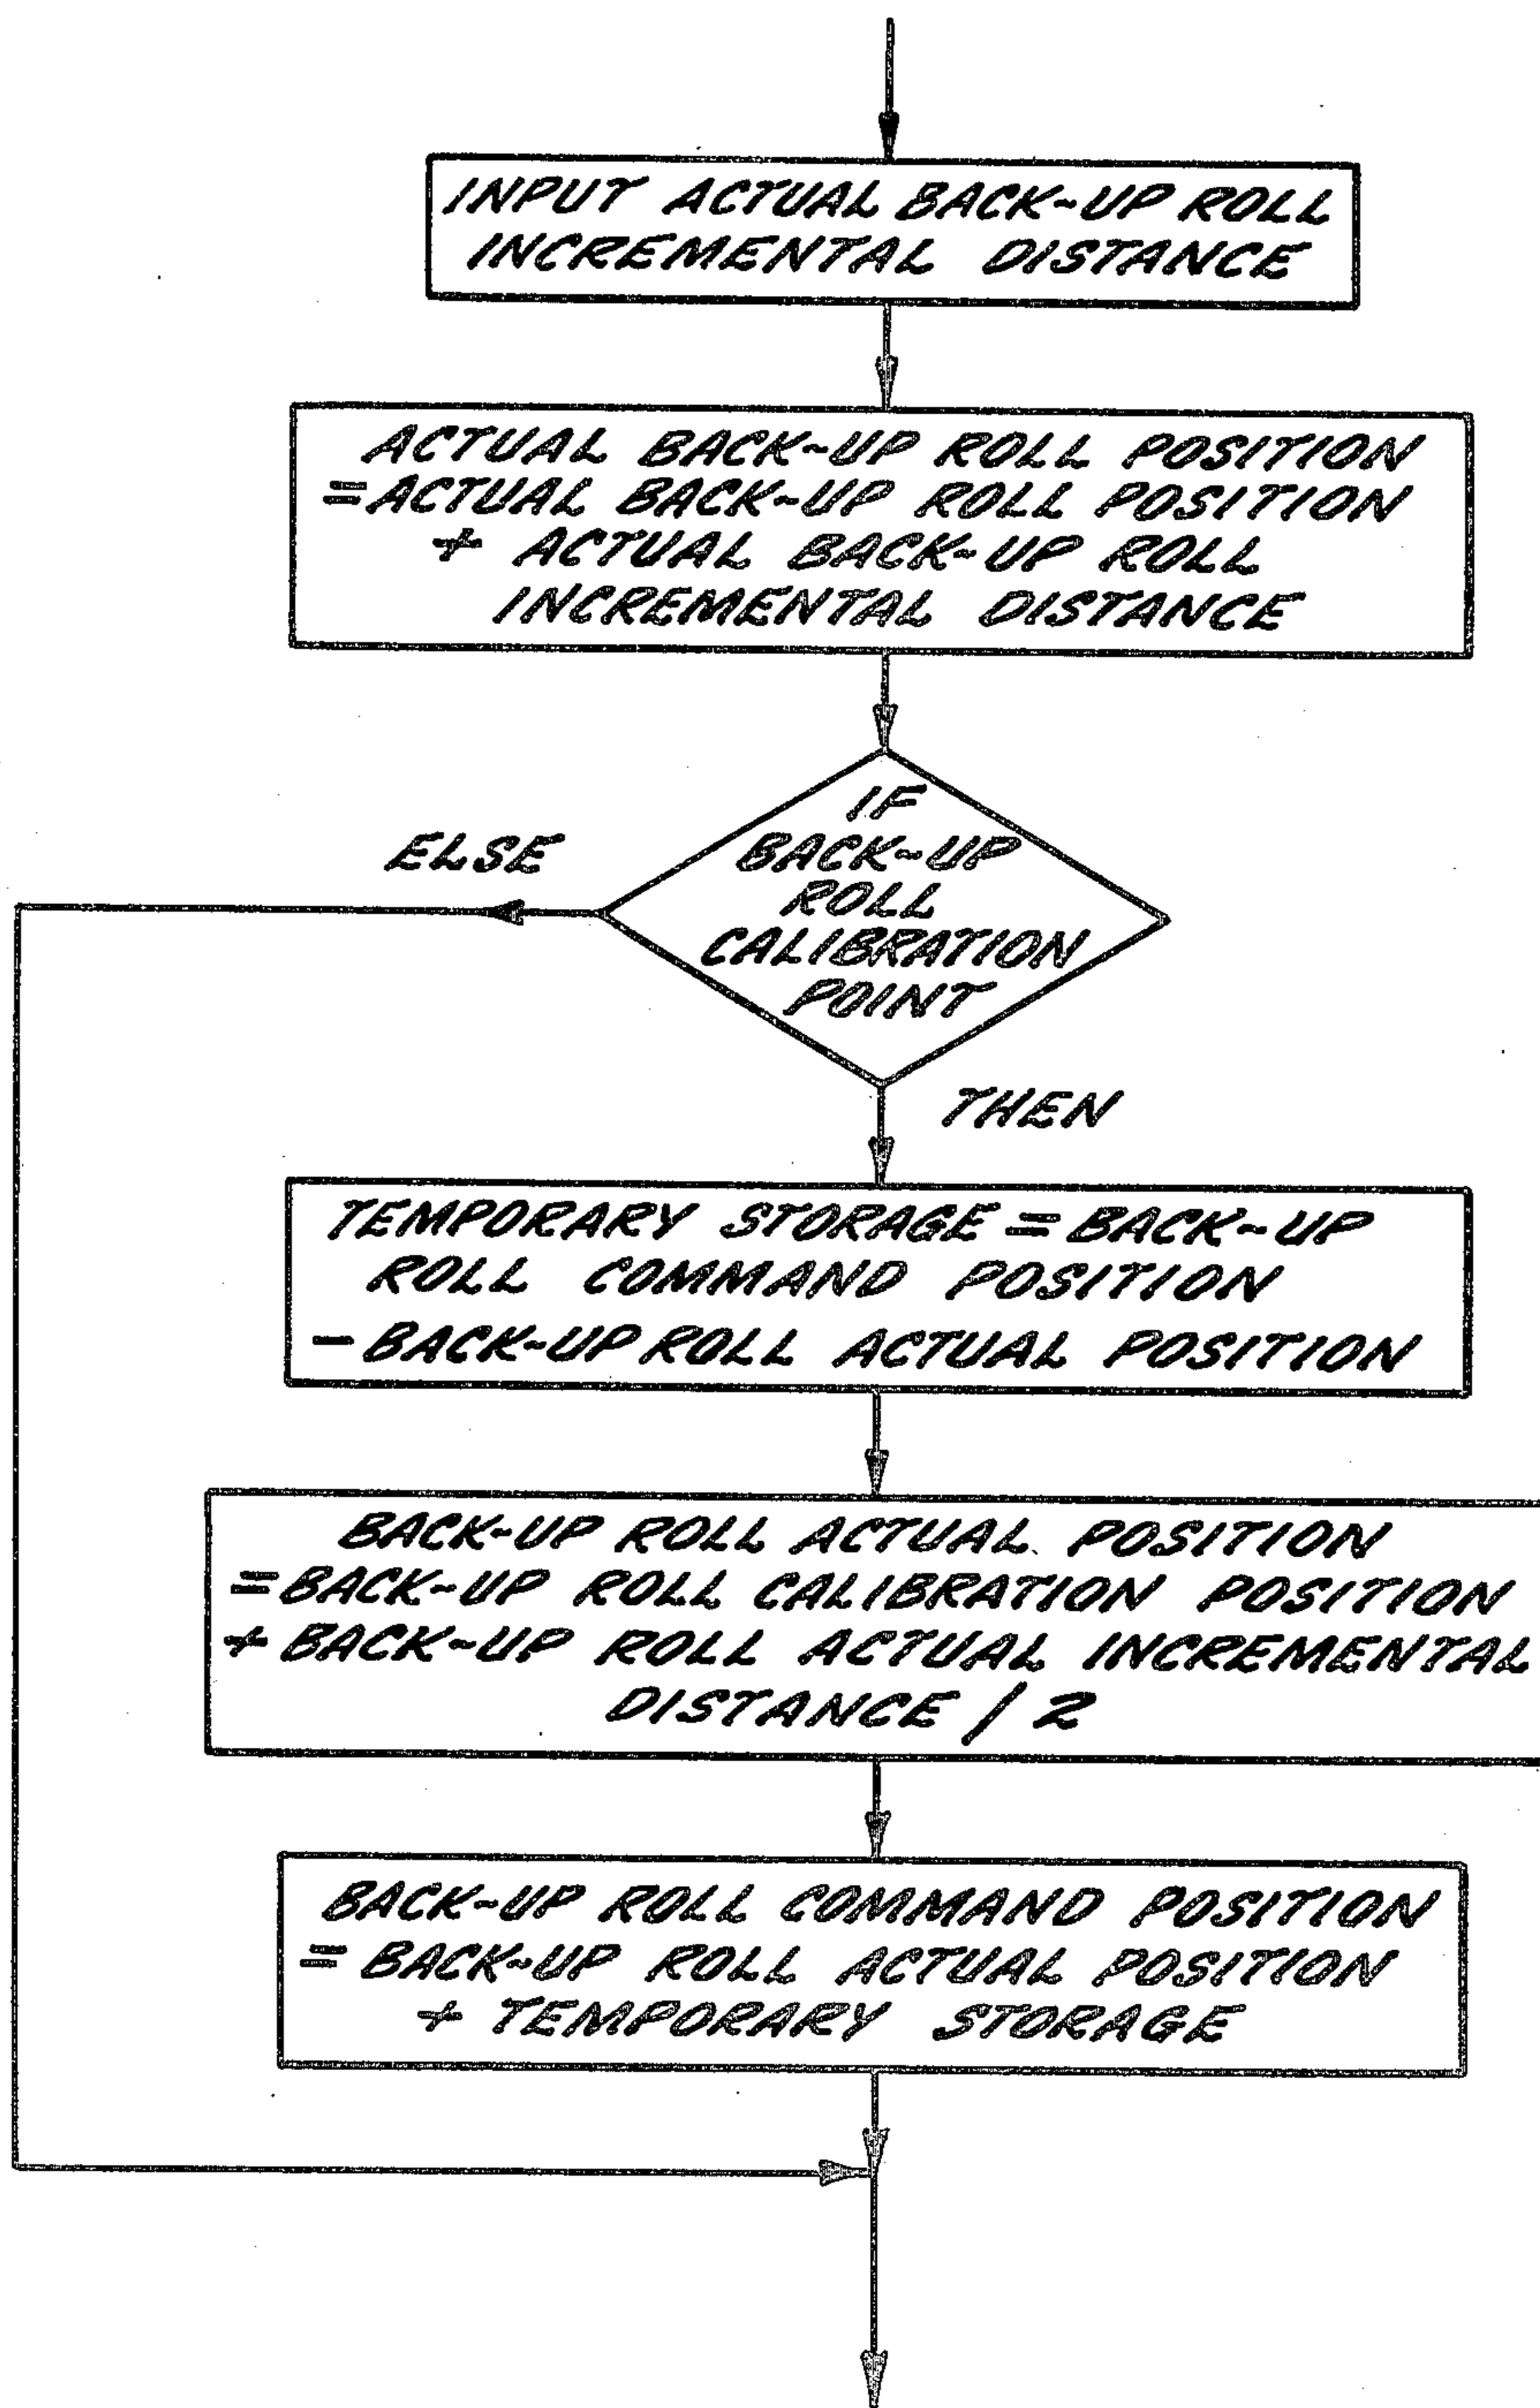 INPUT ACTUAL BACK-UP ROLL
INCREMENTAL DISTANCE
ACTUAL BACK-UP ROLL POSITION
=ACTUAL BACK-UP ROLL POSITION
+ ACTUAL BACK-UP ROLL
INCREMENTAL DISTANCE
IF
BACK-UP
ROLL
CALIBRATION
POINT
ELSE
THEN
TEMPORARY STORAGE = BACK-UP
ROLL COMMAND POSITION
- BACK-UP ROLL ACTUAL POSITION
BACK-UP ROLL ACTUAL POSITION
=BACK-UP ROLL CALIBRATION POSITION
+ BACK-UP ROLL ACTUAL INCREMENTAL
DISTANCE / 2
BACK-UP ROLL COMMAND POSITION
= BACK-UP ROLL ACTUAL POSITION
+ TEMPORARY STORAGE